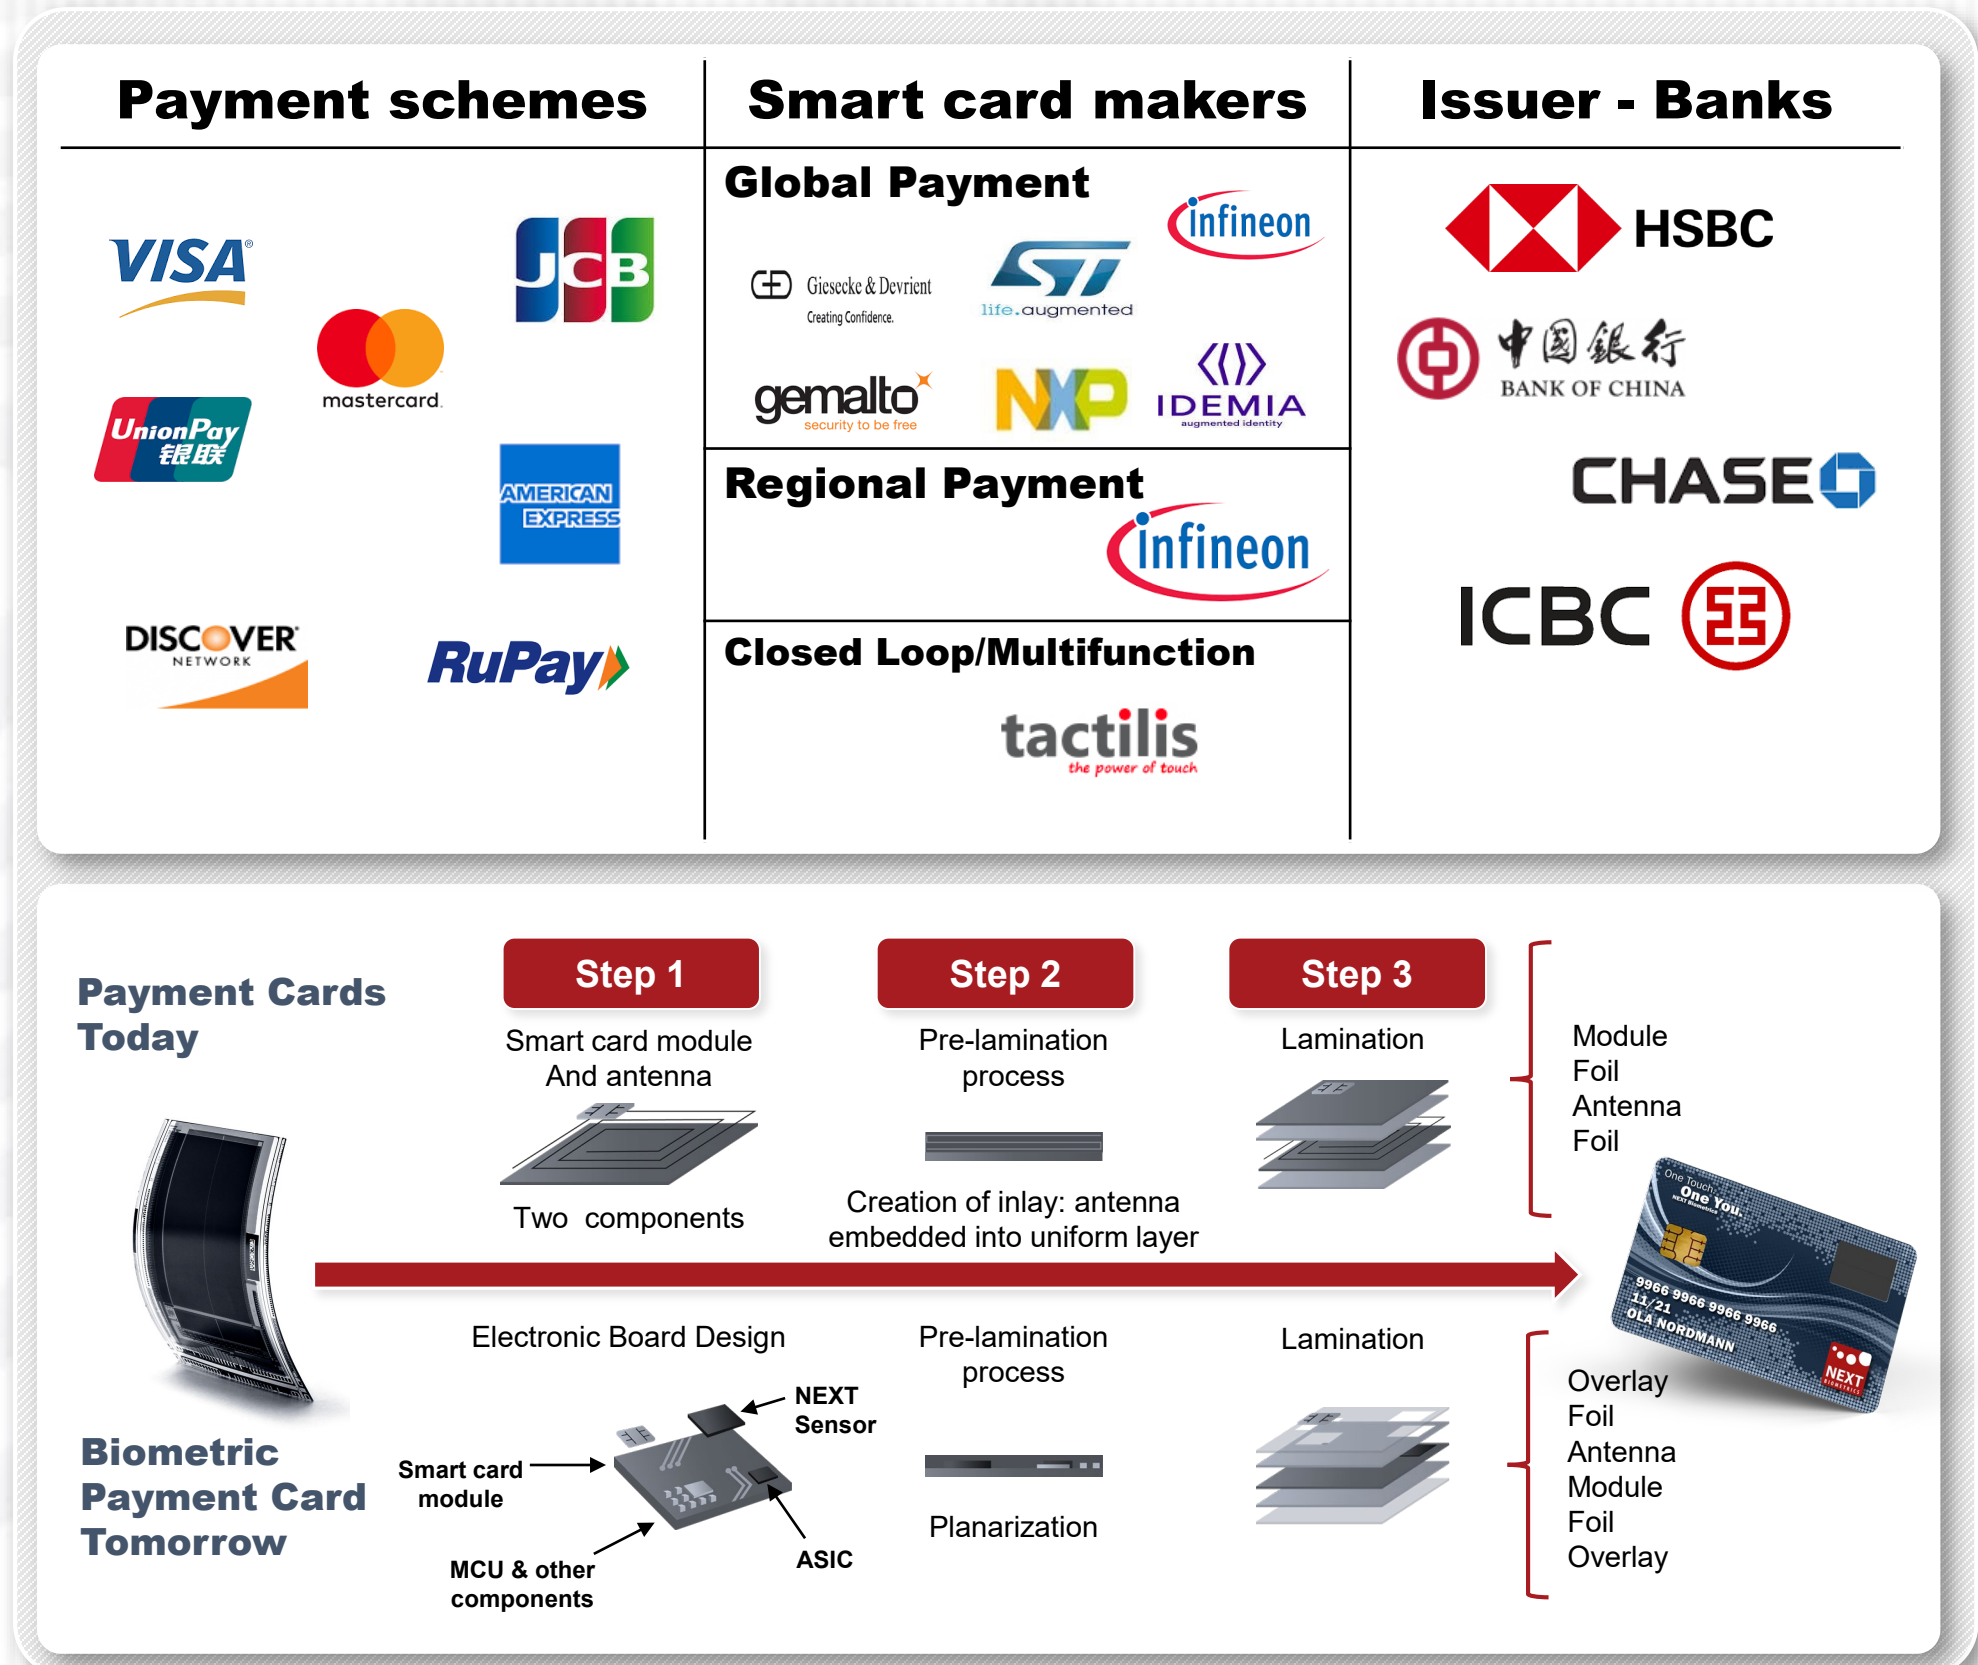 Payment schemes
Smart card makers
Issuer - Banks
VISA®
JCB
mastercard.
UnionPay
银联
AMERICAN
EXPRESS
DISCOVER®
NETWORK
RuPay
Global Payment
infineon
Giesecke & Devrient
Creating Confidence.
ST
life.augmented
gemalto
security to be free
NXP
IDEMIA
augmented identity
Regional Payment
infineon
Closed Loop/Multifunction
tactilis
the power of touch
HSBC
中國銀行
BANK OF CHINA
CHASE
ICBC
Payment Cards
Today
Step 1
Step 2
Step 3
Smart card module
And antenna
Two components
Pre-lamination
process
Creation of inlay: antenna
embedded into uniform layer
Lamination
Module
Foil
Antenna
Foil
One Touch.
One You.
NEXT Biometrics
9966 9966 9966 9966
11/21
OLA NORDMANN
NEXT
BIOMETRICS
Biometric
Payment Card
Tomorrow
Electronic Board Design
NEXT
Sensor
Smart card
module
MCU & other
components
ASIC
Pre-lamination
process
Planarization
Lamination
Overlay
Foil
Antenna
Module
Foil
Overlay